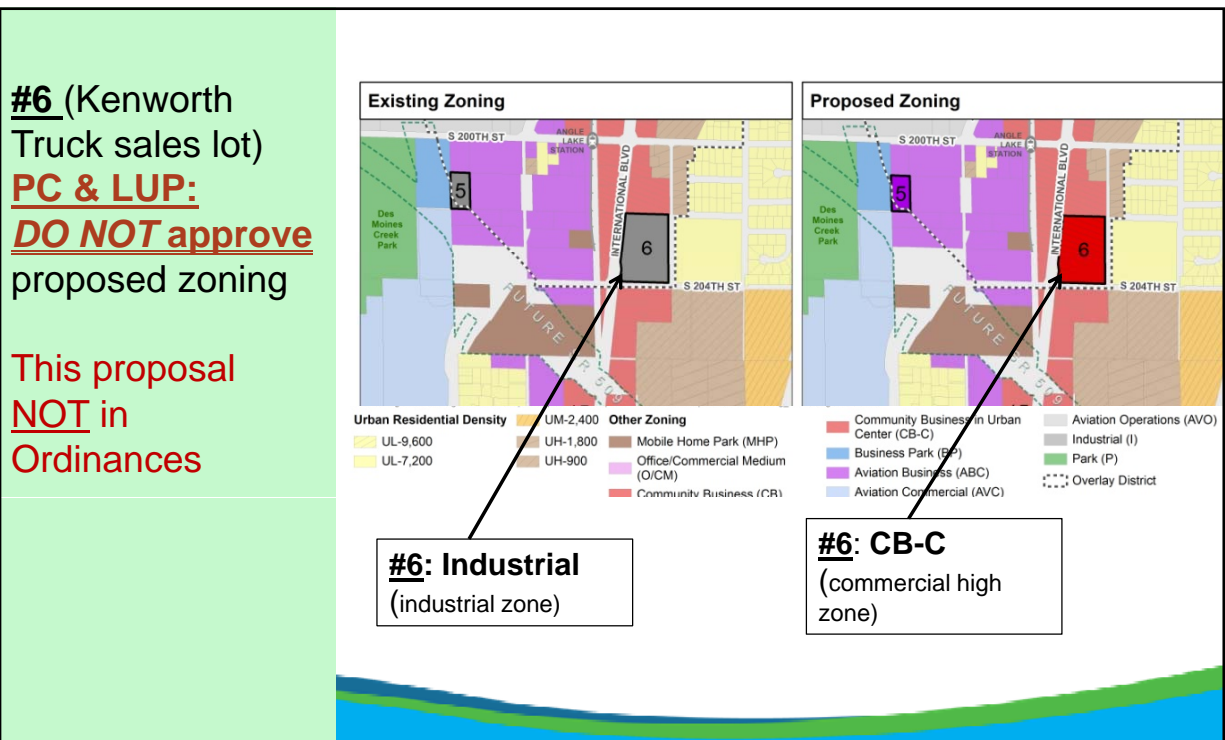 #6 (Kenworth
Truck sales lot)
PC & LUP:
DO NOT approve
proposed zoning
This proposal
NOT in
Ordinances
Existing Zoning
S 200TH ST
ANGLE
LAKE
STATION
INTERNATIONAL BLVD
5
6
Des
Moines
Creek
Park
S 204TH ST
FUTURE SR 509
Proposed Zoning
S 200TH ST
ANGLE
LAKE
STATION
INTERNATIONAL BLVD
5
6
Des
Moines
Creek
Park
S 204TH ST
FUTURE SR 509
Urban Residential Density
UL-9,600
UL-7,200
UM-2,400
UH-1,800
UH-900
Other Zoning
Mobile Home Park (MHP)
Office/Commercial Medium
(O/CM)
Community Business (CB)
Community Business in Urban
Center (CB-C)
Business Park (BP)
Aviation Business (ABC)
Aviation Commercial (AVC)
Aviation Operations (AVO)
Industrial (I)
Park (P)
Overlay District
#6: Industrial
(industrial zone)
#6: CB-C
(commercial high
zone)